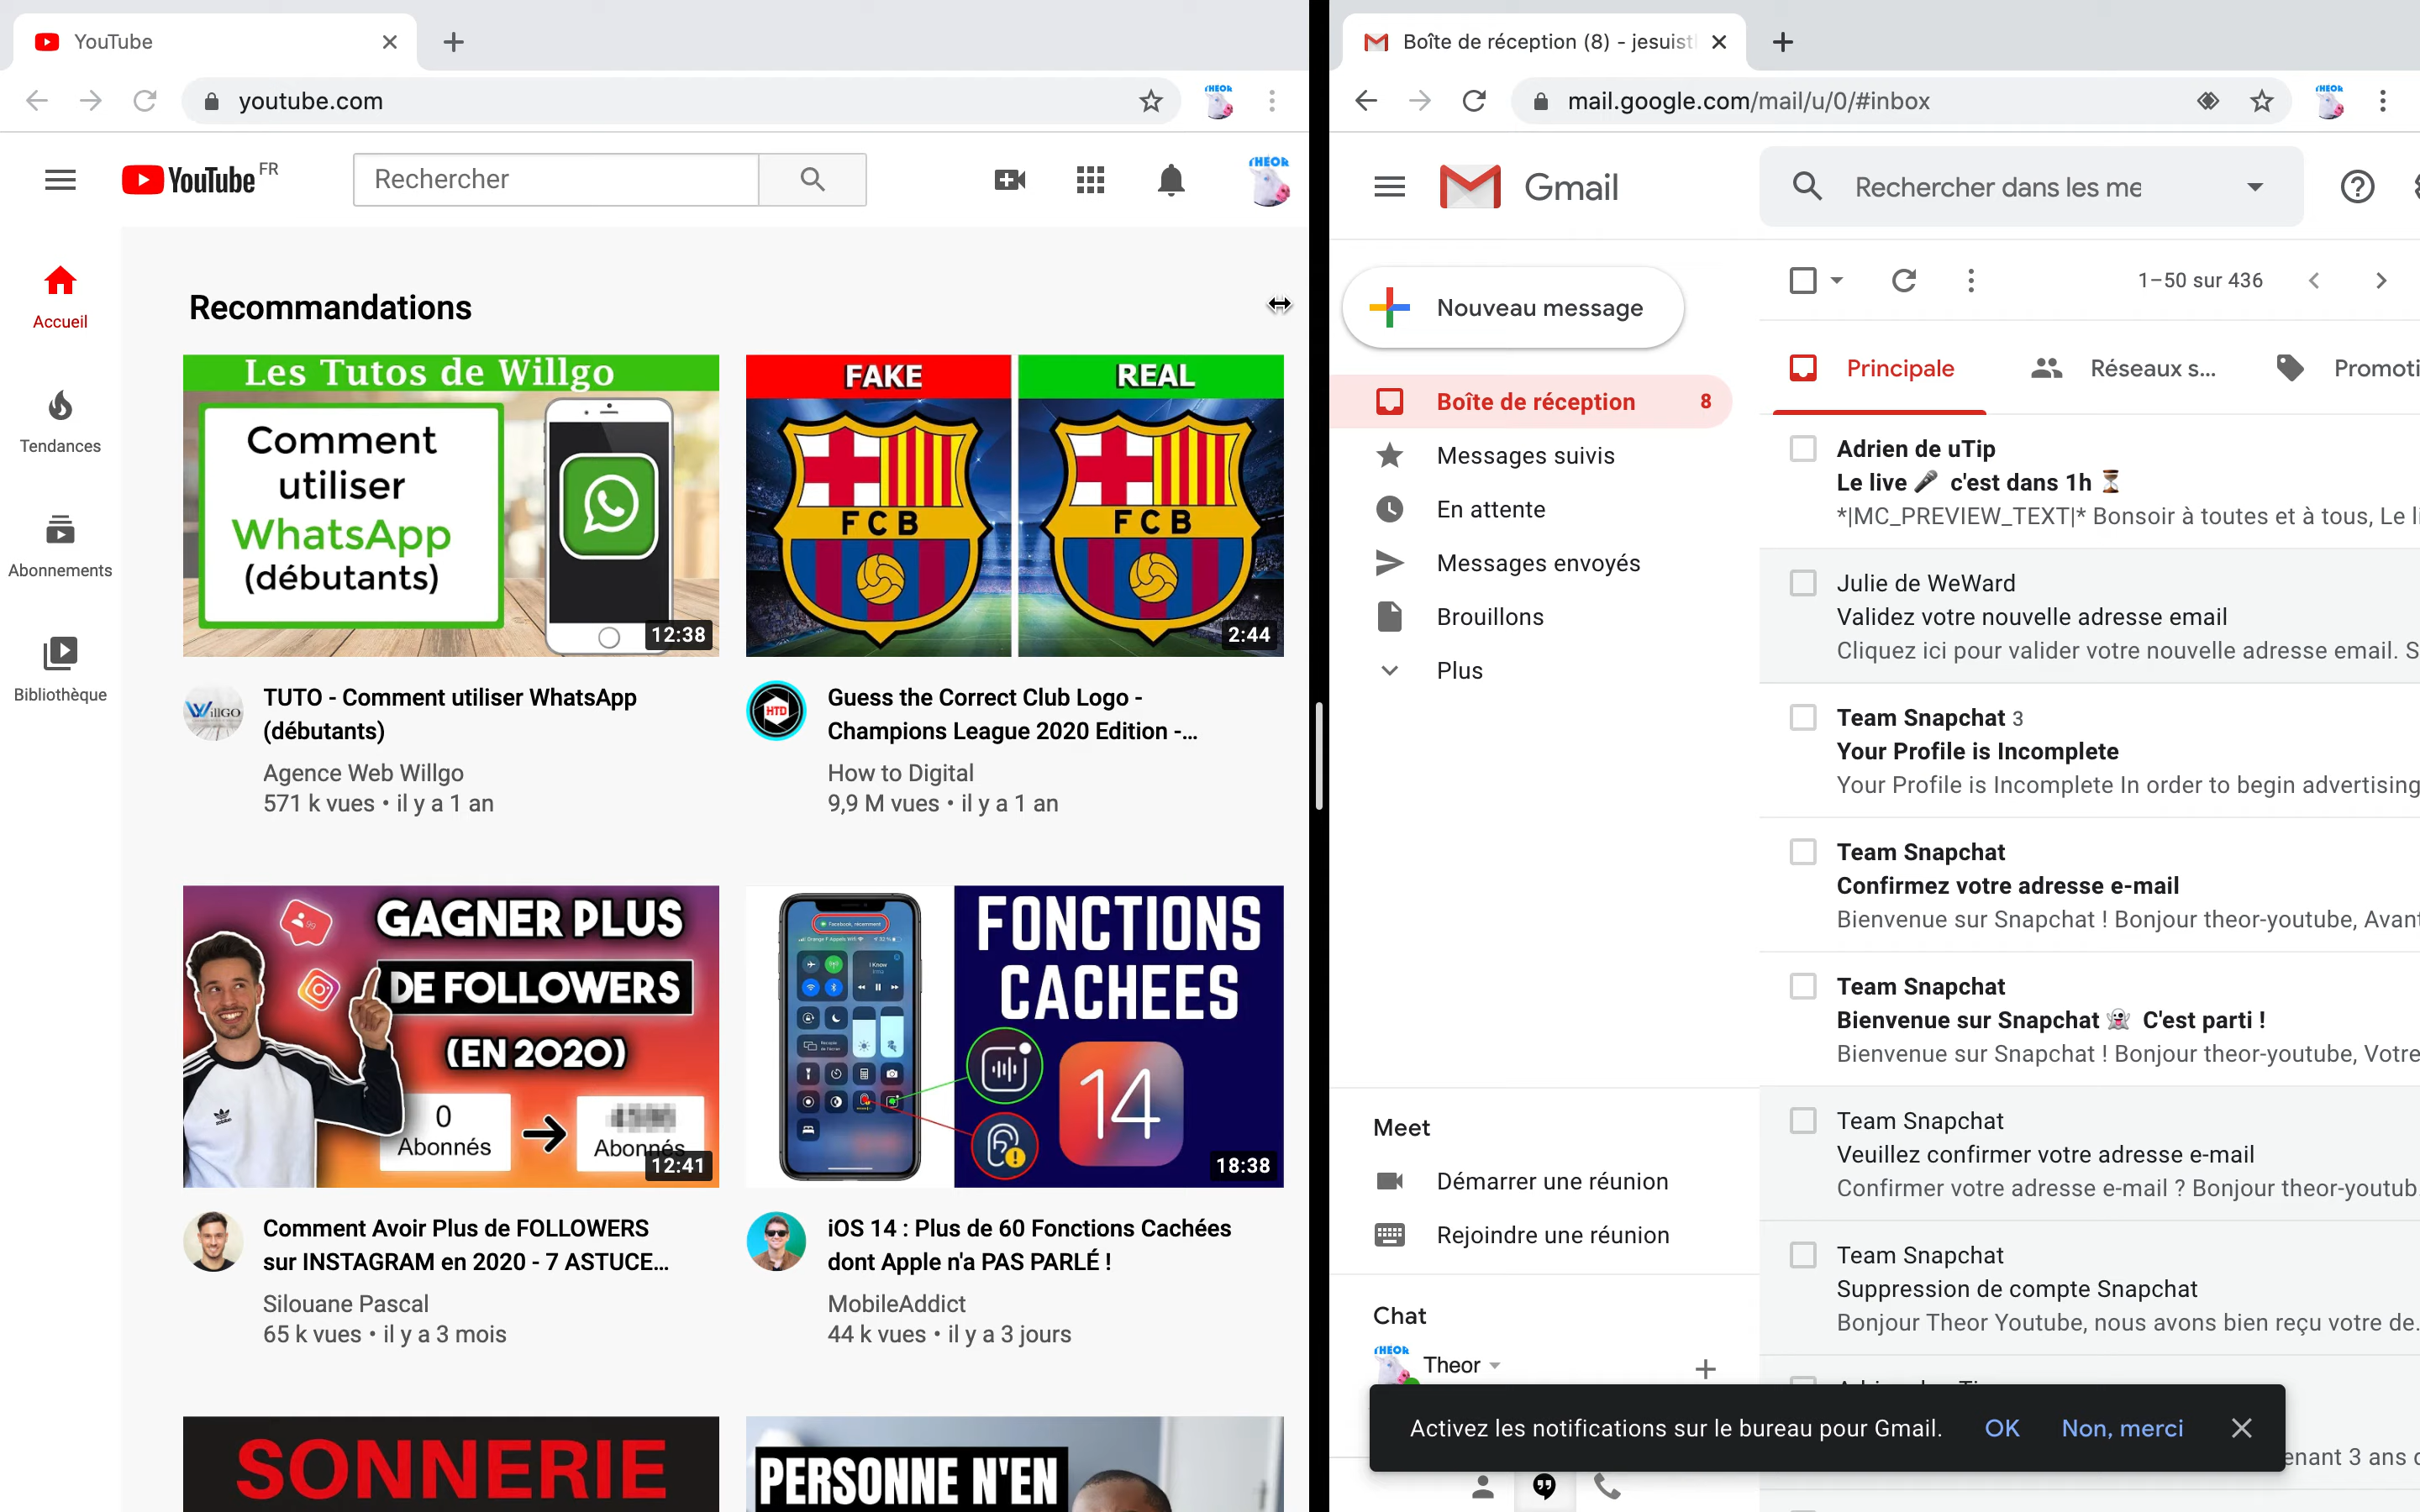 YouTube
youtube.com
YouTube FR
Rechercher
Accueil
Tendances
Abonnements
Bibliothèque
Recommandations
Les Tutos de Willgo
Comment
utiliser
WhatsApp
(débutants)
12:38
FAKE
REAL
FCB
FCB
2:44
WillGO
TUTO - Comment utiliser WhatsApp
(débutants)
Agence Web Willgo
571 k vues • il y a 1 an
HTD
Guess the Correct Club Logo -
Champions League 2020 Edition -...
How to Digital
9,9 M vues • il y a 1 an
99
GAGNER PLUS
DE FOLLOWERS
(EN 2020)
0
Abonnés
Abonnés
12:41
Facebook, récemment
FONCTIONS
CACHEES
14
18:38
Comment Avoir Plus de FOLLOWERS
sur INSTAGRAM en 2020 - 7 ASTUCE...
Silouane Pascal
65 k vues • il y a 3 mois
iOS 14 : Plus de 60 Fonctions Cachées
dont Apple n'a PAS PARLÉ !
MobileAddict
44 k vues • il y a 3 jours
SONNERIE
PERSONNE N'EN
Boîte de réception (8) - jesuist
mail.google.com/mail/u/0/#inbox
Gmail
Rechercher dans les me
Nouveau message
Boîte de réception 8
Messages suivis
En attente
Messages envoyés
Brouillons
Plus
Meet
Démarrer une réunion
Rejoindre une réunion
Chat
THEOR
Theor
1–50 sur 436
Principale
Réseaux s...
Promoti
Adrien de uTip
Le live 🎤 c'est dans 1h ⏳
*|MC_PREVIEW_TEXT|* Bonsoir à toutes et à tous, Le li
Julie de WeWard
Validez votre nouvelle adresse email
Cliquez ici pour valider votre nouvelle adresse email. S
Team Snapchat 3
Your Profile is Incomplete
Your Profile is Incomplete In order to begin advertising
Team Snapchat
Confirmez votre adresse e-mail
Bienvenue sur Snapchat ! Bonjour theor-youtube, Avant
Team Snapchat
Bienvenue sur Snapchat 👻 C'est parti !
Bienvenue sur Snapchat ! Bonjour theor-youtube, Votre
Team Snapchat
Veuillez confirmer votre adresse e-mail
Confirmer votre adresse e-mail ? Bonjour theor-youtub
Team Snapchat
Suppression de compte Snapchat
Bonjour Theor Youtube, nous avons bien reçu votre de.
Activez les notifications sur le bureau pour Gmail. OK Non, merci
enant 3 ans